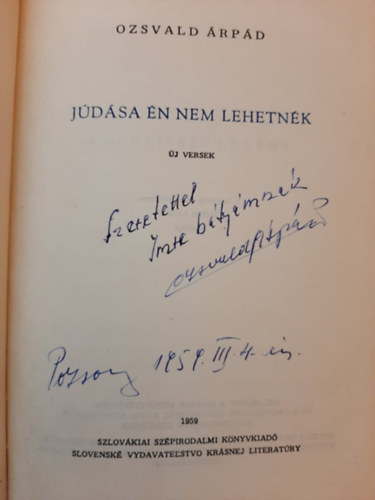 OZSVALD ÁRPÁD
JÚDÁSA ÉN NEM LEHETNÉK
ÚJ VERSEK
Szeretettel
Imre bátyámnak
Ozsvald Árpád
Pozsony 1959. III. 4-én.
1959
SZLOVÁKIAI SZÉPIRODALMI KÖNYVKIADÓ
SLOVENSKÉ VYDAVATEĽSTVO KRÁSNEJ LITERATÚRY